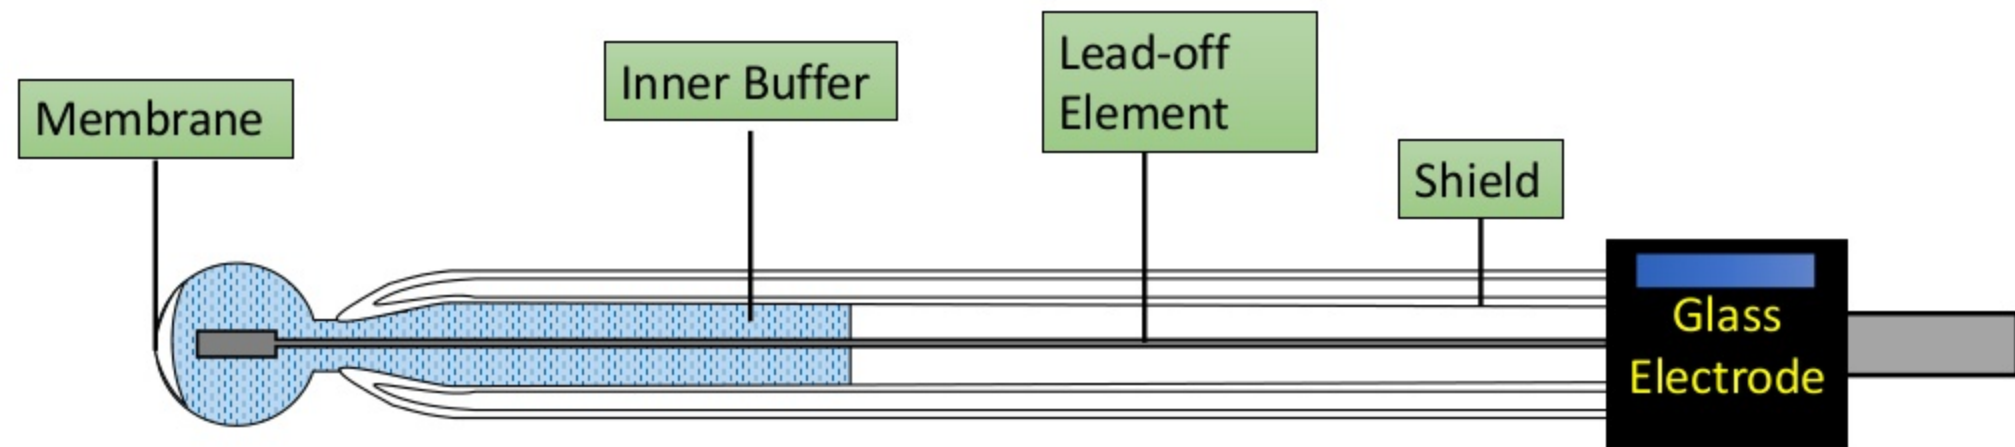 Membrane
Inner Buffer
Lead-off
Element
Shield
Glass
Electrode